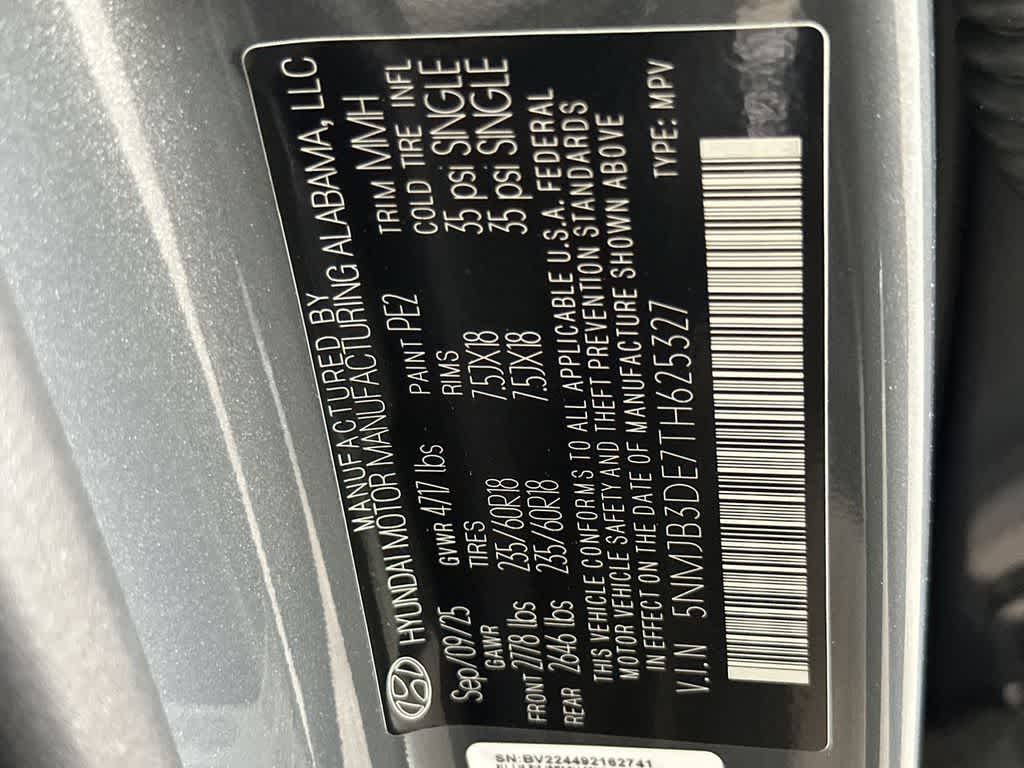 MANUFACTURED BY
HYUNDAI MOTOR MANUFACTURING ALABAMA, LLC
Sep/09/25 GVWR 4717 lbs PAINT PE2 TRIM MMH
GAWR TIRES RIMS COLD TIRE INFL
FRONT 2778 lbs 235/60R18 7.5JX18 35 psi SINGLE
REAR 2646 lbs 235/60R18 7.5JX18 35 psi SINGLE
THIS VEHICLE CONFORMS TO ALL APPLICABLE U.S.A. FEDERAL
MOTOR VEHICLE SAFETY AND THEFT PREVENTION STANDARDS
IN EFFECT ON THE DATE OF MANUFACTURE SHOWN ABOVE
V.I.N 5NMJB3DE7TH625327 TYPE: MPV
SN:BV224492162741